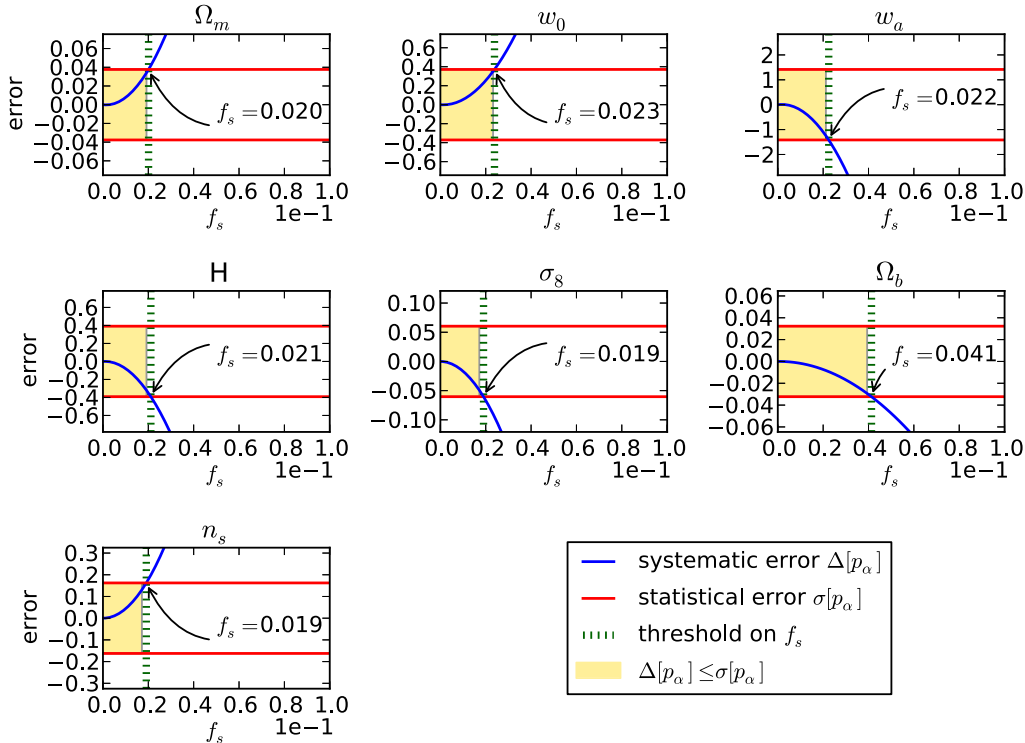 Ω_m
error
0.06
0.04
0.02
0.00
−0.02
−0.04
−0.06
f_s=0.020
0.0 0.2 0.4 0.6 0.8 1.0
1e−1
f_s
w_0
0.6
0.4
0.2
0.0
−0.2
−0.4
−0.6
f_s=0.023
0.0 0.2 0.4 0.6 0.8 1.0
1e−1
f_s
w_a
2
1
0
−1
−2
f_s=0.022
0.0 0.2 0.4 0.6 0.8 1.0
1e−1
f_s
H
error
0.6
0.4
0.2
0.0
−0.2
−0.4
−0.6
f_s=0.021
0.0 0.2 0.4 0.6 0.8 1.0
1e−1
f_s
σ_8
0.10
0.05
0.00
−0.05
−0.10
f_s=0.019
0.0 0.2 0.4 0.6 0.8 1.0
1e−1
f_s
Ω_b
0.06
0.04
0.02
0.00
−0.02
−0.04
−0.06
f_s=0.041
0.0 0.2 0.4 0.6 0.8 1.0
1e−1
f_s
n_s
error
0.3
0.2
0.1
0.0
−0.1
−0.2
−0.3
f_s=0.019
0.0 0.2 0.4 0.6 0.8 1.0
1e−1
f_s
systematic error Δ[p_α]
statistical error σ[p_α]
threshold on f_s
Δ[p_α] ≤σ[p_α]